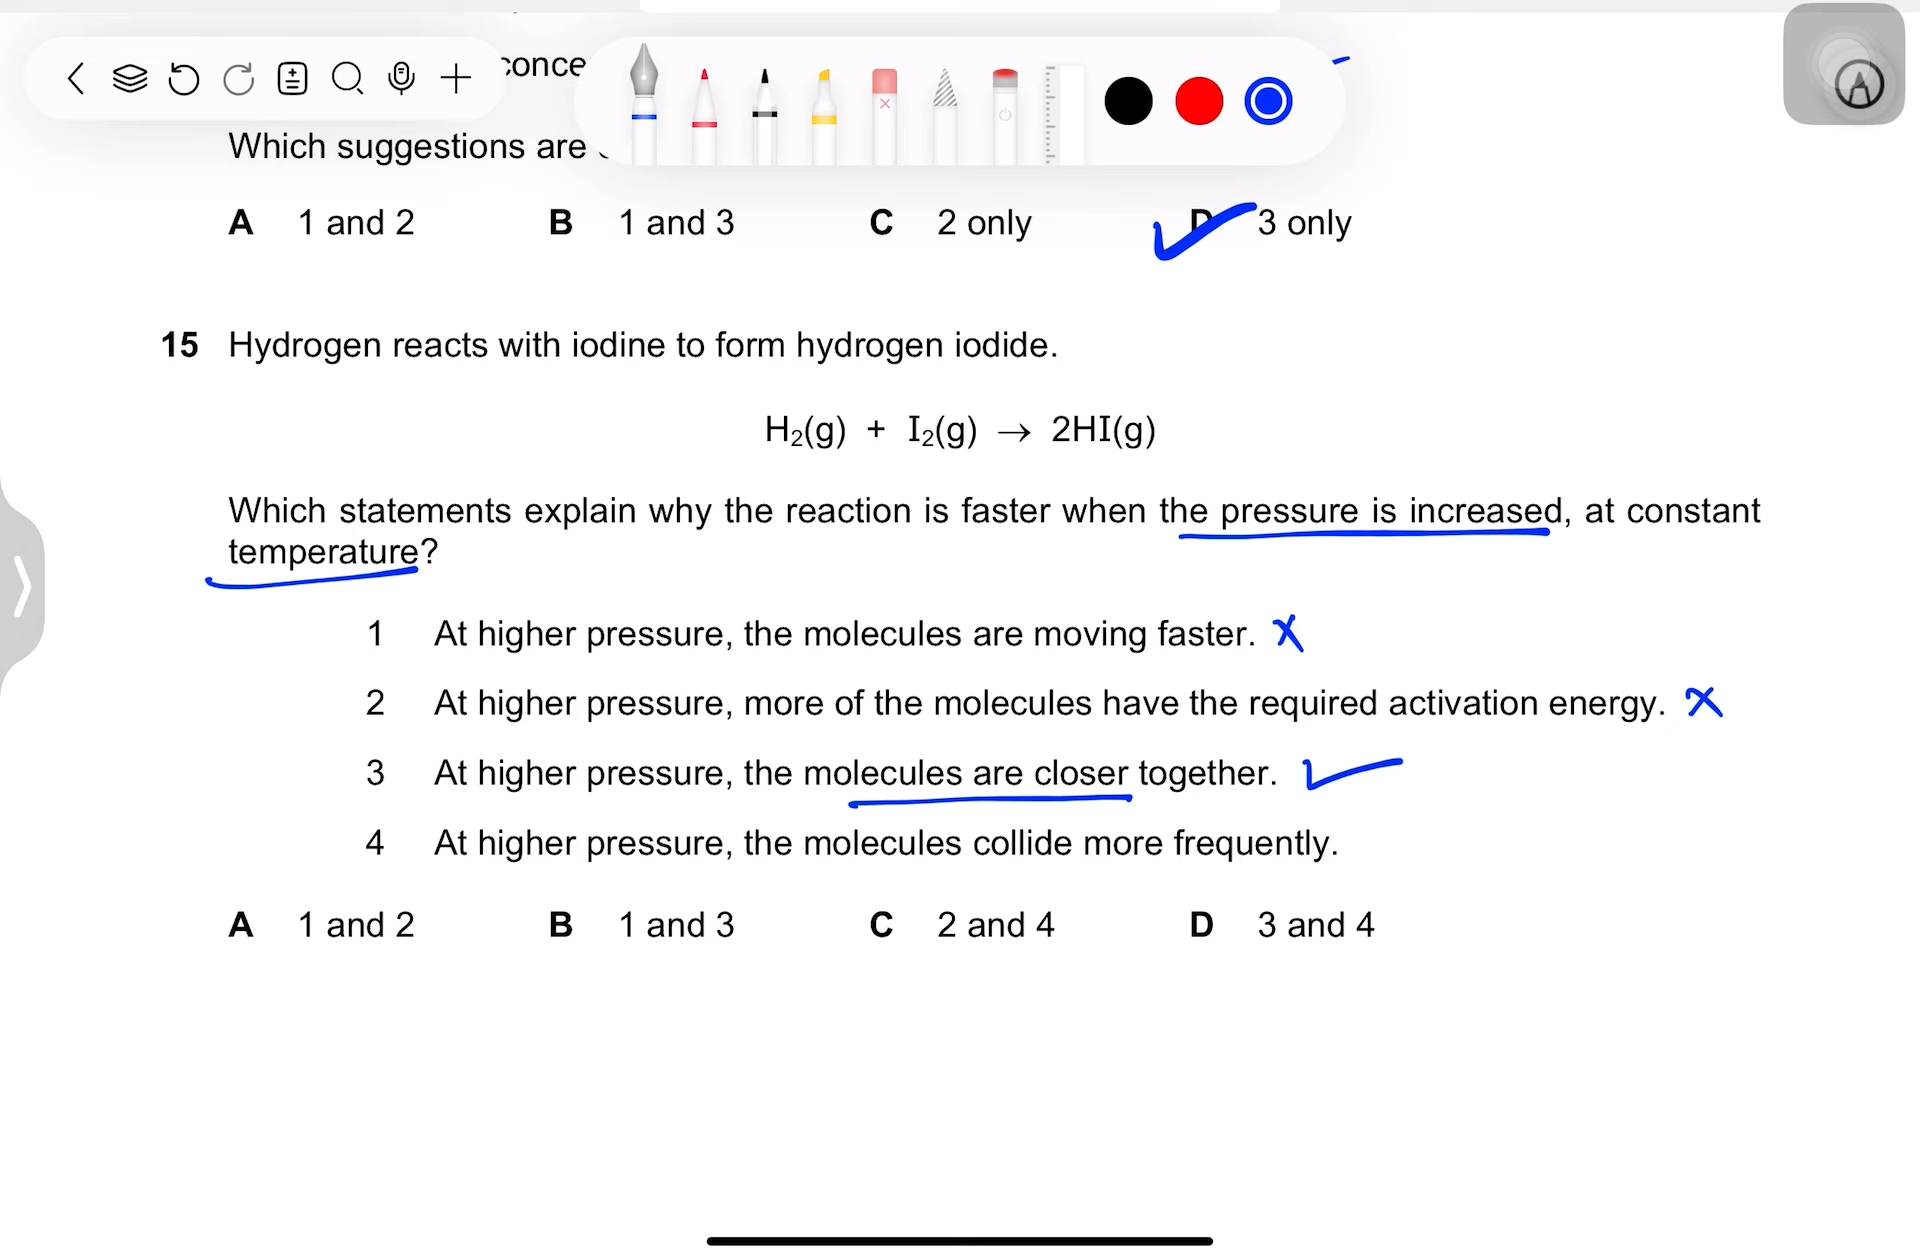 conce
Which suggestions are
A 1 and 2 B 1 and 3 C 2 only D 3 only
15 Hydrogen reacts with iodine to form hydrogen iodide.
H₂(g) + I₂(g) → 2HI(g)
Which statements explain why the reaction is faster when the pressure is increased, at constant
temperature?
1 At higher pressure, the molecules are moving faster. ✗
2 At higher pressure, more of the molecules have the required activation energy. ✗
3 At higher pressure, the molecules are closer together. ✓
4 At higher pressure, the molecules collide more frequently.
A 1 and 2 B 1 and 3 C 2 and 4 D 3 and 4